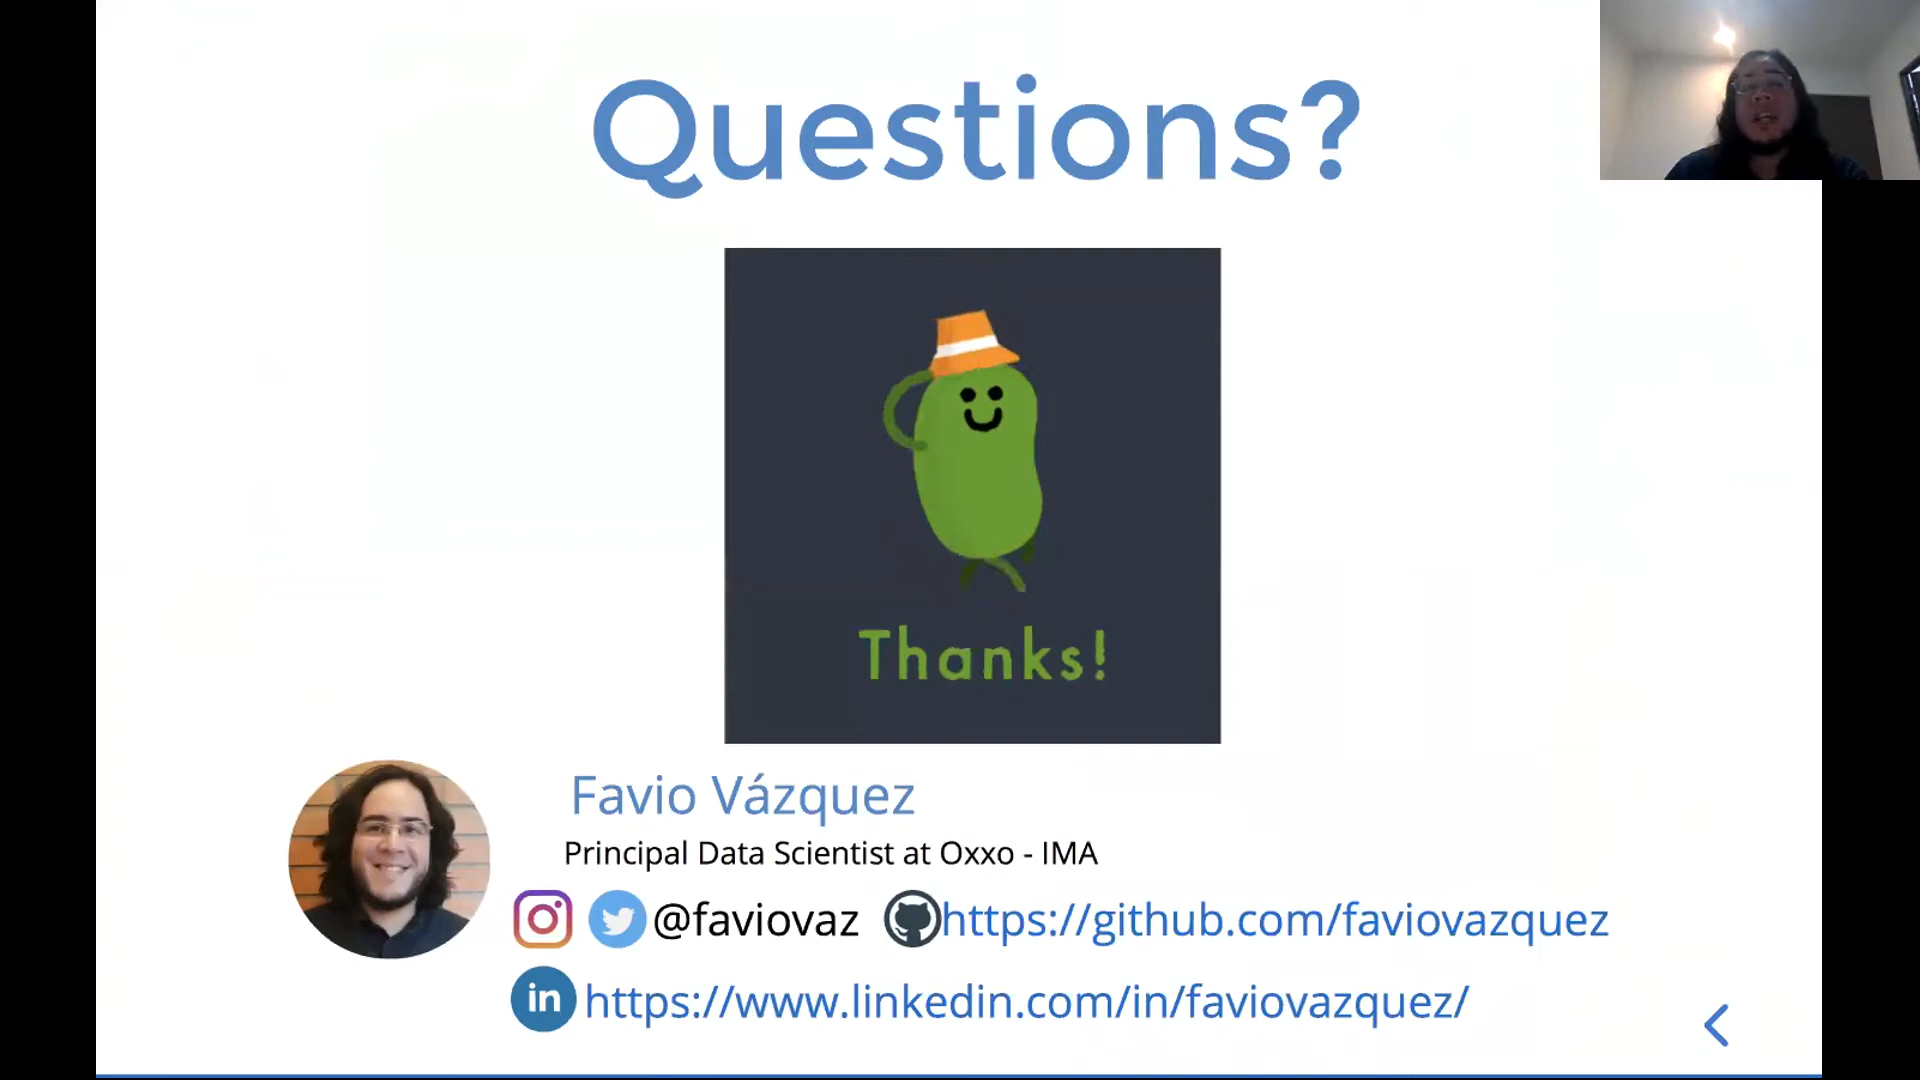 Questions?
Thanks!
Favio Vázquez
Principal Data Scientist at Oxxo - IMA
@faviovaz https://github.com/faviovazquez
in https://www.linkedin.com/in/faviovazquez/